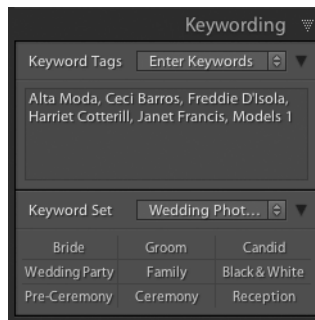 Keywording
Keyword Tags Enter Keywords
Alta Moda, Ceci Barros, Freddie D'Isola,
Harriet Cotterill, Janet Francis, Models 1
Keyword Set Wedding Phot...
Bride Groom Candid
Wedding Party Family Black & White
Pre-Ceremony Ceremony Reception